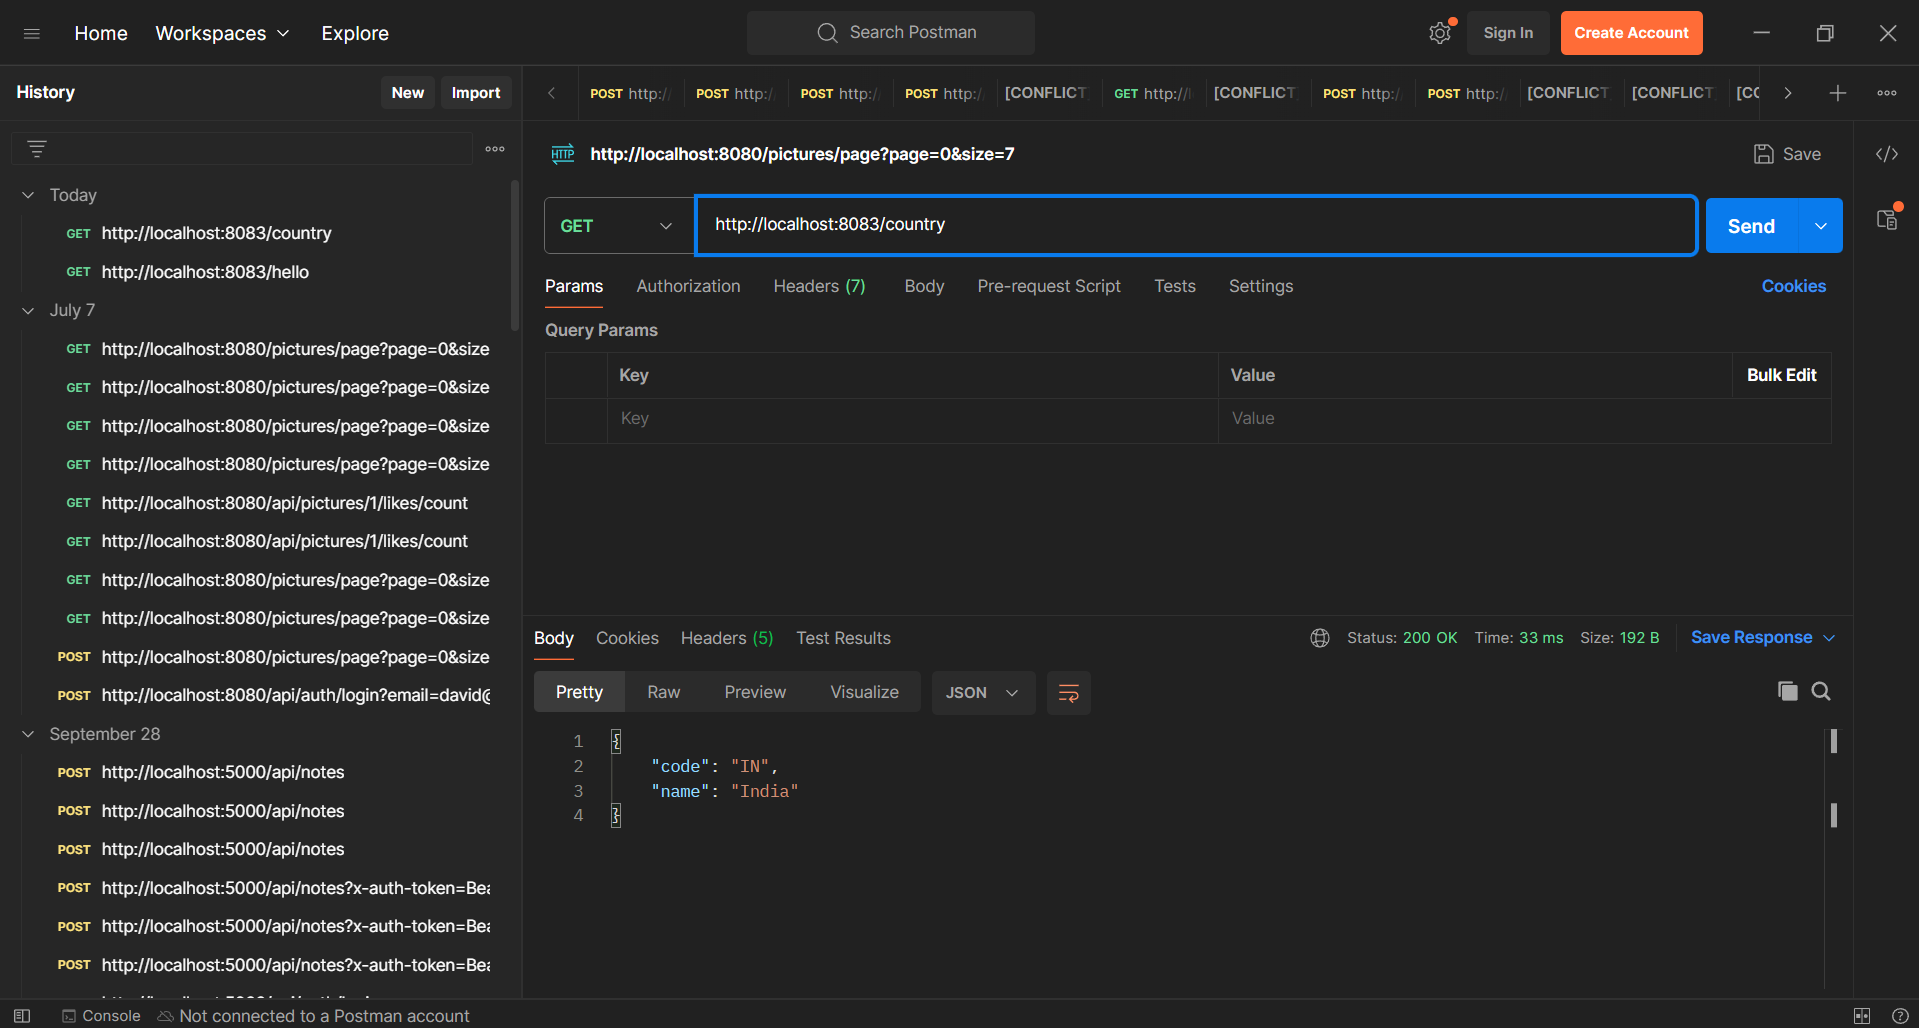 Home Workspaces Explore Search Postman Sign In Create Account
History New Import
POST http:/ POST http:/ POST http:/ POST http:/ [CONFLICT GET http:// [CONFLICT POST http:/ POST http:/ [CONFLICT [CONFLICT [CO
HTTP http://localhost:8080/pictures/page?page=0&size=7 Save
GET http://localhost:8083/country Send
Params Authorization Headers (7) Body Pre-request Script Tests Settings Cookies
Query Params
Key Value Bulk Edit
Key Value
Today
GET http://localhost:8083/country
GET http://localhost:8083/hello
July 7
GET http://localhost:8080/pictures/page?page=0&size
GET http://localhost:8080/pictures/page?page=0&size
GET http://localhost:8080/pictures/page?page=0&size
GET http://localhost:8080/pictures/page?page=0&size
GET http://localhost:8080/api/pictures/1/likes/count
GET http://localhost:8080/api/pictures/1/likes/count
GET http://localhost:8080/pictures/page?page=0&size
GET http://localhost:8080/pictures/page?page=0&size
POST http://localhost:8080/pictures/page?page=0&size
POST http://localhost:8080/api/auth/login?email=david@
September 28
POST http://localhost:5000/api/notes
POST http://localhost:5000/api/notes
POST http://localhost:5000/api/notes
POST http://localhost:5000/api/notes?x-auth-token=Bea
POST http://localhost:5000/api/notes?x-auth-token=Bea
POST http://localhost:5000/api/notes?x-auth-token=Bea
Body Cookies Headers (5) Test Results Status: 200 OK Time: 33 ms Size: 192 B Save Response
Pretty Raw Preview Visualize JSON
1 {
2 "code": "IN",
3 "name": "India"
4 }
Console Not connected to a Postman account